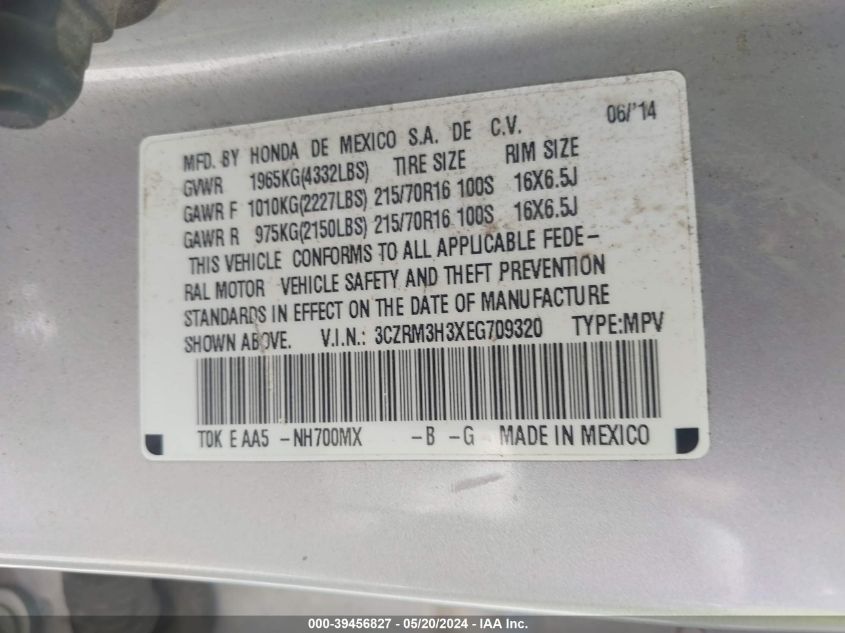 06/'14
MFD. BY HONDA DE MEXICO S.A. DE C.V.
GVWR 1965KG(4332LBS) TIRE SIZE RIM SIZE
GAWR F 1010KG(2227LBS) 215/70R16 100S 16X6.5J
GAWR R 975KG(2150LBS) 215/70R16 100S 16X6.5J
THIS VEHICLE CONFORMS TO ALL APPLICABLE FEDE-
RAL MOTOR VEHICLE SAFETY AND THEFT PREVENTION
STANDARDS IN EFFECT ON THE DATE OF MANUFACTURE
SHOWN ABOVE. V.I.N.: 3CZRM3H3XEG709320 TYPE:MPV
T0K E AA5 -NH700MX -B -G MADE IN MEXICO
000-39456827 - 05/20/2024 - IAA Inc.